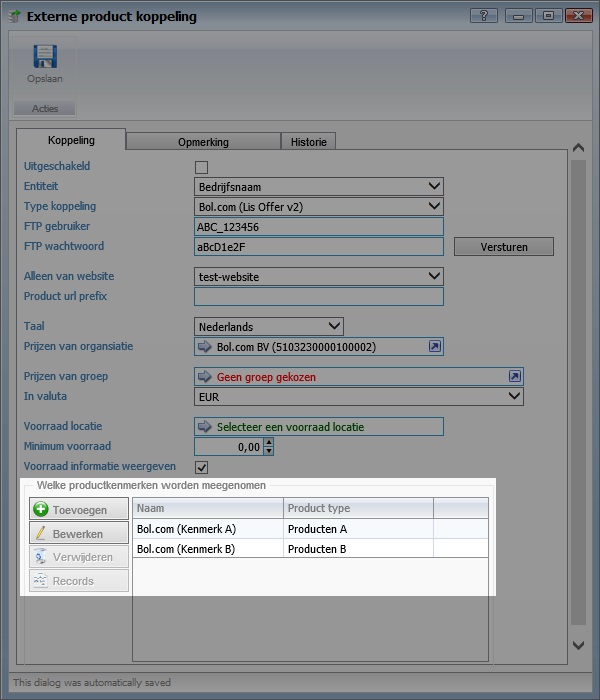 Externe product koppeling
?
Opslaan
Acties
Koppeling Opmerking Historie
Uitgeschakeld
Entiteit Bedrijfsnaam
Type koppeling Bol.com (Lis Offer v2)
FTP gebruiker ABC_123456
FTP wachtwoord aBcD1e2F Versturen
Alleen van website test-website
Product url prefix
Taal Nederlands
Prijzen van organsiatie Bol.com BV (5103230000100002)
Prijzen van groep Geen groep gekozen
In valuta EUR
Voorraad locatie Selecteer een voorraad locatie
Minimum voorraad 0,00
Voorraad informatie weergeven
Welke productkenmerken worden meegenomen
Toevoegen Naam Product type
Bewerken Bol.com (Kenmerk A) Producten A
Verwijderen Bol.com (Kenmerk B) Producten B
Records
This dialog was automatically saved